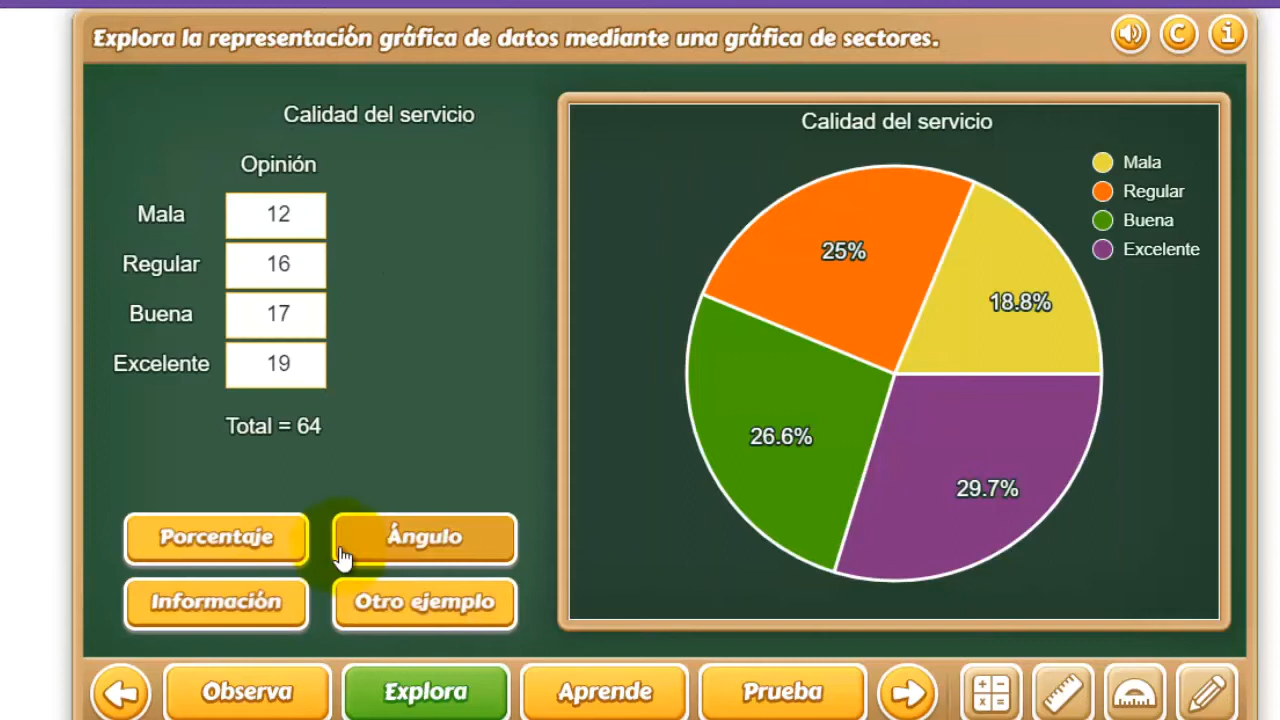 Explora la representación gráfica de datos mediante una gráfica de sectores.
C
i
Calidad del servicio
Opinión
Mala 12
Regular 16
Buena 17
Excelente 19
Total = 64
Porcentaje
Ángulo
Información
Otro ejemplo
Calidad del servicio
Mala
Regular
Buena
Excelente
25%
18.8%
26.6%
29.7%
Observa
Explora
Aprende
Prueba